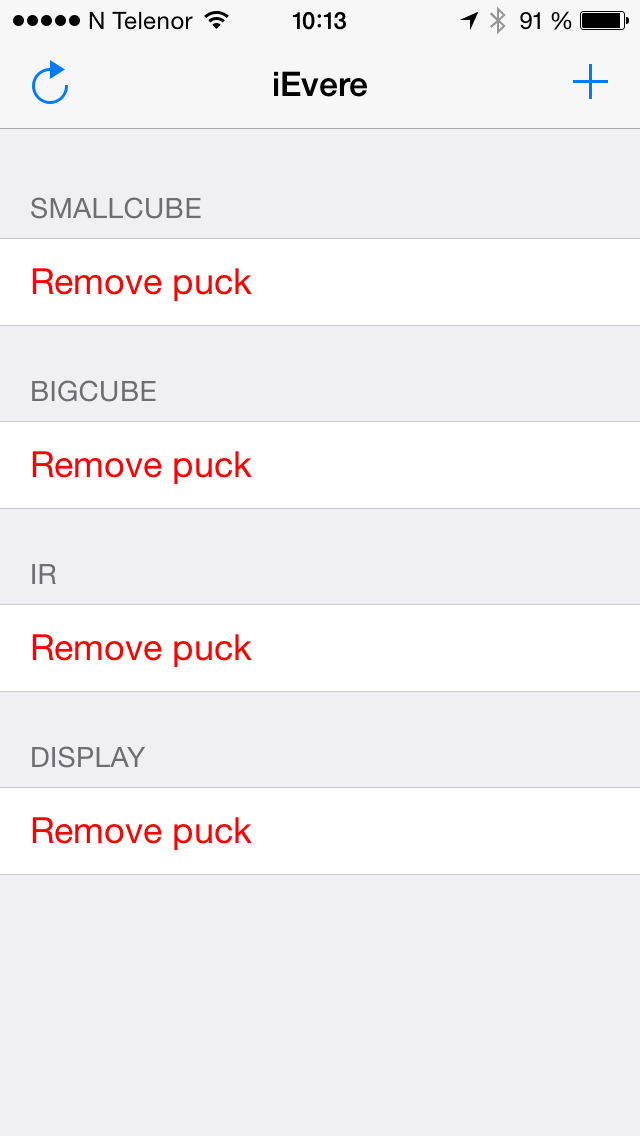 N Telenor 10:13 91 %
iEvere
SMALLCUBE
Remove puck
BIGCUBE
Remove puck
IR
Remove puck
DISPLAY
Remove puck